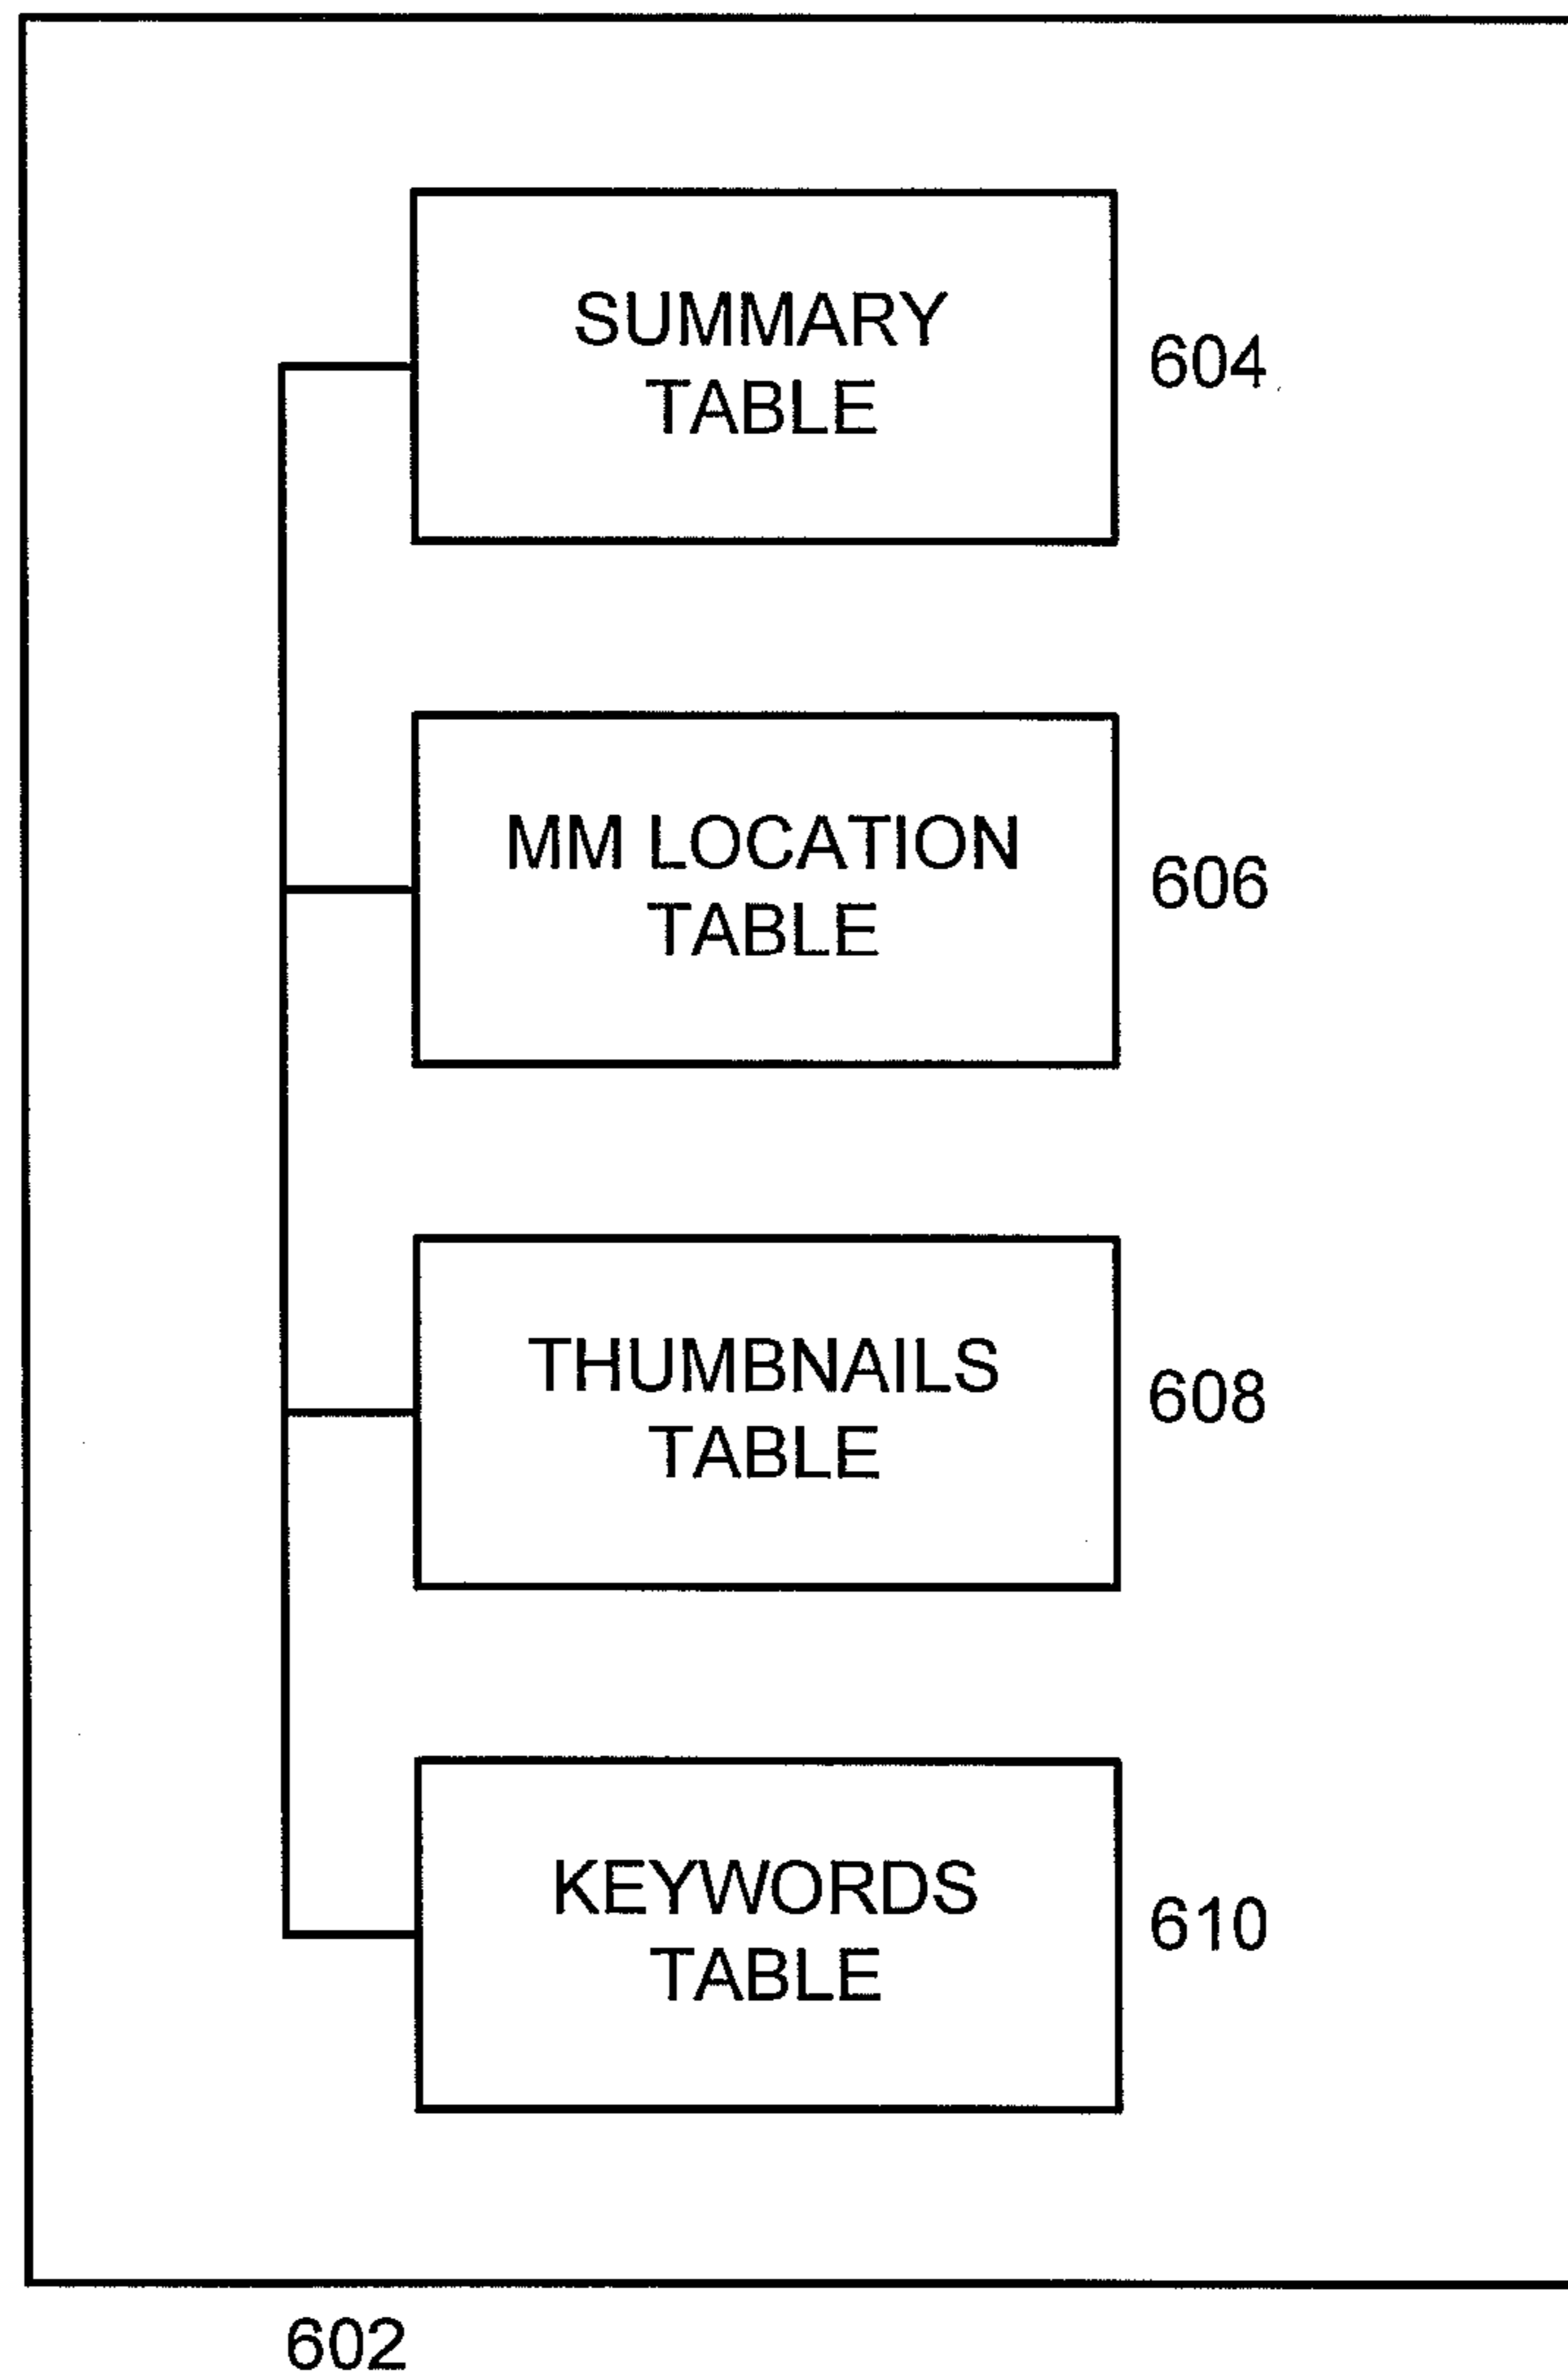 SUMMARY
TABLE
604
MM LOCATION
TABLE
606
THUMBNAILS
TABLE
608
KEYWORDS
TABLE
610
602